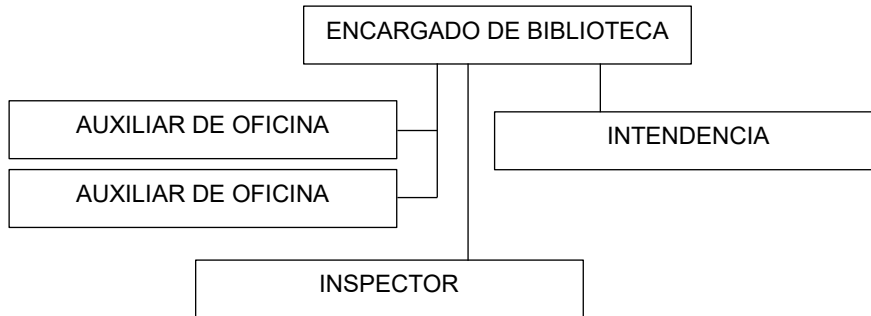 ENCARGADO DE BIBLIOTECA
AUXILIAR DE OFICINA
INTENDENCIA
AUXILIAR DE OFICINA
INSPECTOR